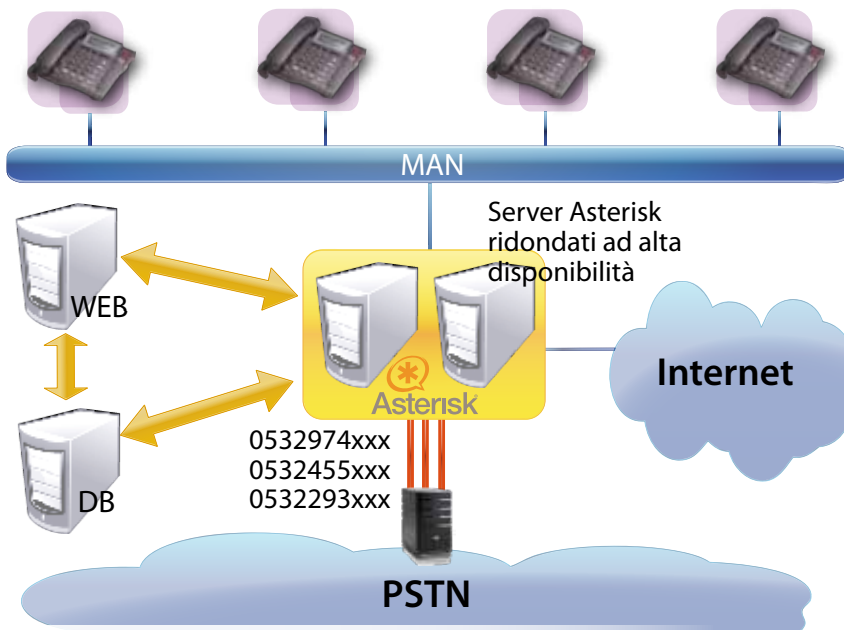 MAN
Server Asterisk
ridondati ad alta
disponibilità
WEB
Internet
Asterisk
0532974xxx
0532455xxx
0532293xxx
DB
PSTN